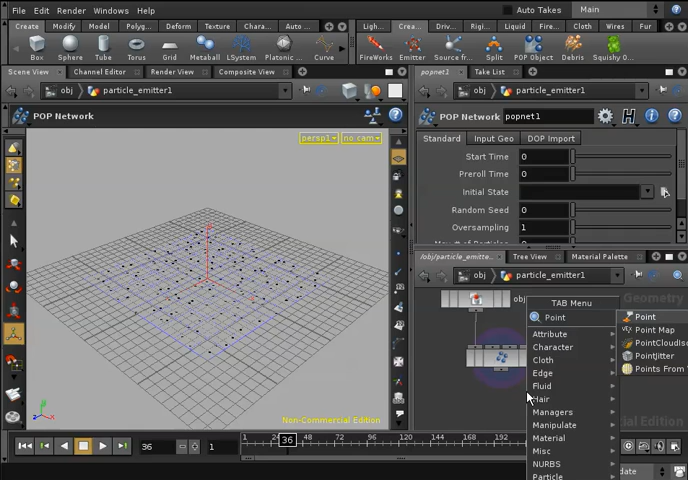 File Edit Render Windows Help
Auto Takes Main
Create Modify Model Polyg... Deform Texture Chara... Auto ...
Ligh... Crea... Driv... Rigi... Liquid Fire... Cloth Wires Fur
Box Sphere Tube Metaball LSystem Platonic ...
FireWorks Emitter Source fr... Split POP Object Debris Squishy O...
Scene View Channel Editor Render View Composite View
popnet1 Take List
obj particle_emitter1
obj particle_emitter1
POP Network
POP Network popnet1
persp1 no cam
Standard Input Geo DOP Import
Start Time 0
Preroll Time 0
Initial State
Random Seed 0
Oversampling 1
/obj/particle_emitte... Tree View Material Palette
obj particle_emitter1
obj
TAB Menu
Geometry
Point
Attribute
Character
Cloth
Edge
Fluid
Hair
Managers
Manipulate
Material
Misc
NURBS
Particle
Point
Point Map
PointCloudIso
PointJitter
Points From
Non-Commercial Edition
36 1
1 24 36 48 72 96 120 144 168 192